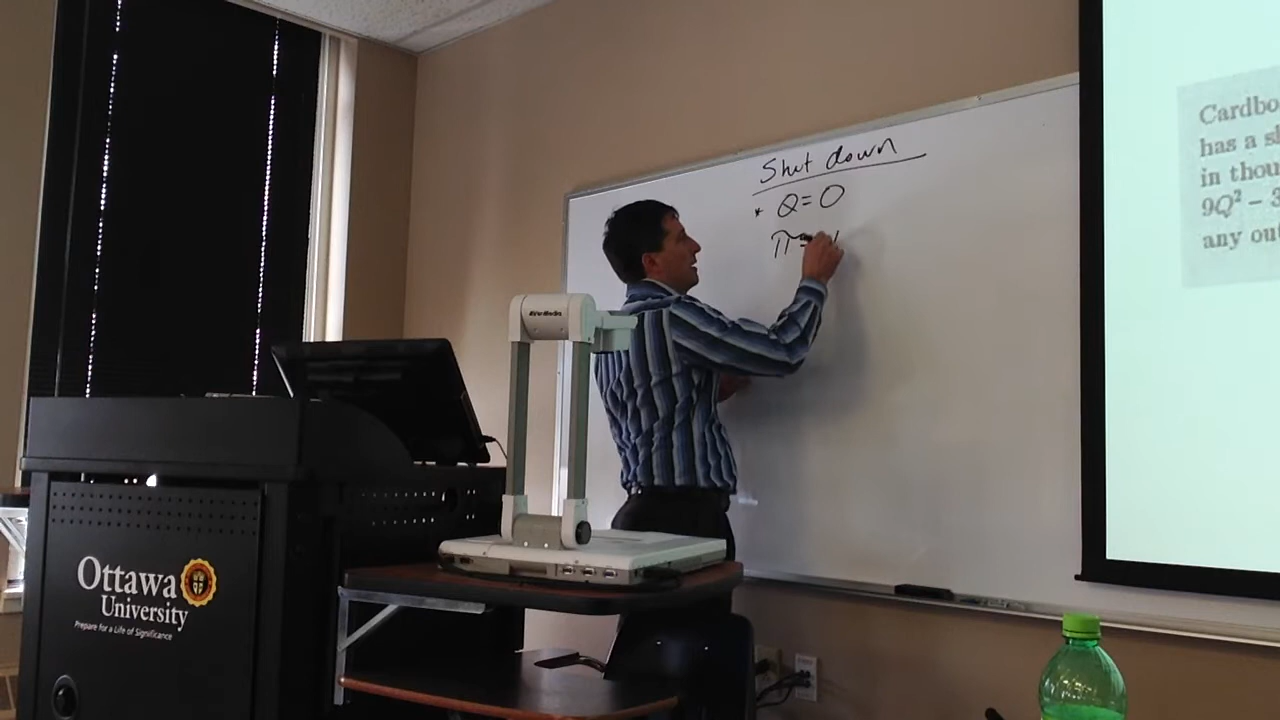 Shut down
* Q = 0
π =
Cardbo
has a s
in thou
9Q² - 3
any out
AVerMedia
Ottawa
University
Prepare for a Life of Significance